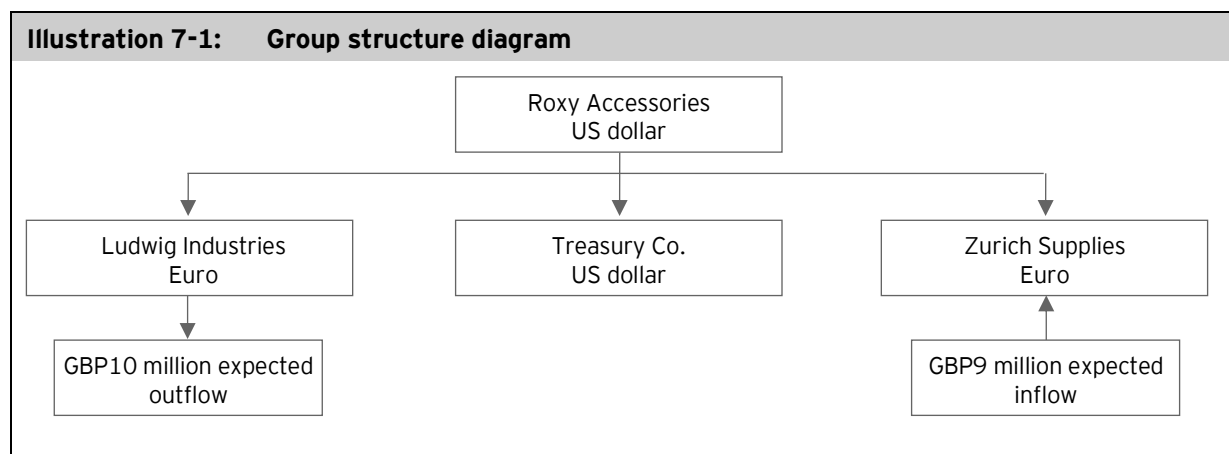 Illustration 7-1: Group structure diagram
Roxy Accessories
US dollar
Ludwig Industries
Euro
Treasury Co.
US dollar
Zurich Supplies
Euro
GBP10 million expected
outflow
GBP9 million expected
inflow